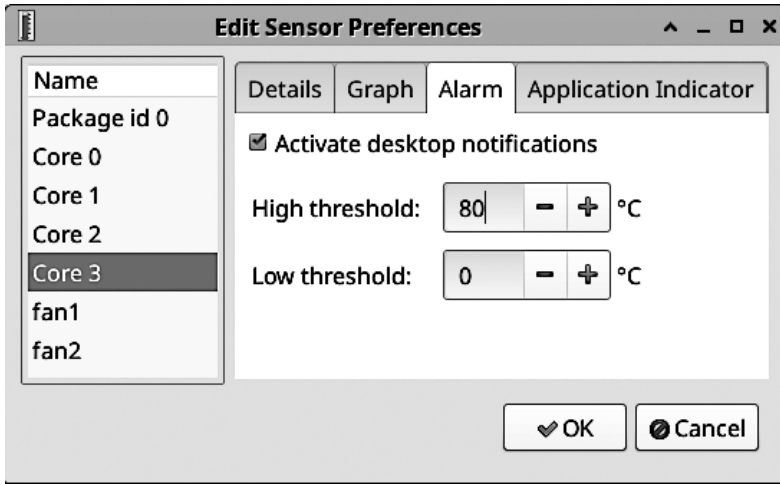 Edit Sensor Preferences
Name
Package id 0
Core 0
Core 1
Core 2
Core 3
fan1
fan2
Details Graph Alarm Application Indicator
Activate desktop notifications
High threshold: 80 °C
Low threshold: 0 °C
OK Cancel